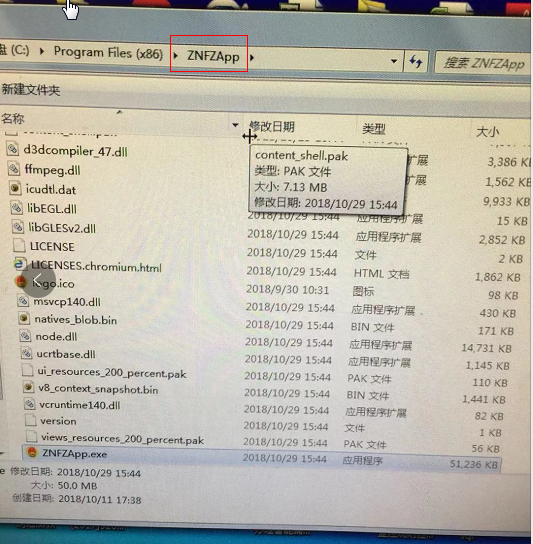 盘 (C:) ▸ Program Files (x86) ▸ ZNFZApp ▸ 搜索 ZNFZApp
新建文件夹
名称 修改日期 类型 大小
d3dcompiler_47.dll 3,386 KB
ffmpeg.dll 扩展 1,562 KB
icudtl.dat 9,933 KB
content_shell.pak
类型: PAK 文件
大小: 7.13 MB
修改日期: 2018/10/29 15:44
libEGL.dll 2018/10/29 15:44 应用程序扩展 15 KB
libGLESv2.dll 2018/10/29 15:44 应用程序扩展 2,852 KB
LICENSE 2018/10/29 15:44 文件 2 KB
LICENSES.chromium.html 2018/10/29 15:44 HTML 文档 1,862 KB
go.ico 2018/9/30 10:31 图标 98 KB
msvcp140.dll 2018/10/29 15:44 应用程序扩展 430 KB
natives_blob.bin 2018/10/29 15:44 BIN 文件 171 KB
node.dll 2018/10/29 15:44 应用程序扩展 14,731 KB
ucrtbase.dll 2018/10/29 15:44 应用程序扩展 1,145 KB
ui_resources_200_percent.pak 2018/10/29 15:44 PAK 文件 110 KB
v8_context_snapshot.bin 2018/10/29 15:44 BIN 文件 1,441 KB
vcruntime140.dll 2018/10/29 15:44 应用程序扩展 82 KB
version 2018/10/29 15:44 文件 1 KB
views_resources_200_percent.pak 2018/10/29 15:44 PAK 文件 56 KB
ZNFZApp.exe 2018/10/29 15:44 应用程序 51,236 KB
e 修改日期: 2018/10/29 15:44
大小: 50.0 MB
创建日期: 2018/10/11 17:38